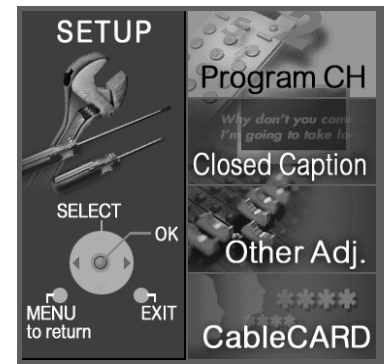 SETUP
SELECT
OK
MENU
to return
EXIT
Program CH
Why don't you com
I'm going to take
Closed Caption
Other Adj.
****
****
CableCARD